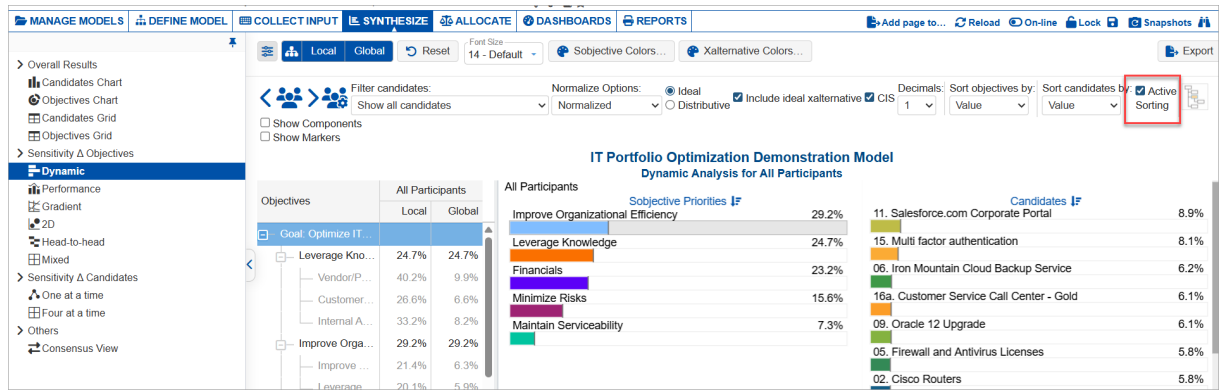 MANAGE MODELS DEFINE MODEL COLLECT INPUT SYNTHESIZE ALLOCATE DASHBOARDS REPORTS Add page to... Reload On-line Lock Snapshots
Overall Results
Candidates Chart
Objectives Chart
Candidates Grid
Objectives Grid
Sensitivity Δ Objectives
Dynamic
Performance
Gradient
2D
Head-to-head
Mixed
Sensitivity Δ Candidates
One at a time
Four at a time
Others
Consensus View
Local Global Reset Font Size 14 - Default Sobjective Colors... Xalternative Colors... Export
Filter candidates: Normalize Options: Ideal Decimals: Sort objectives by: Sort candidates by: Active
Show all candidates Normalized Distributive Include ideal xalternative CIS 1 Value Value Sorting
Show Components
Show Markers
IT Portfolio Optimization Demonstration Model
Dynamic Analysis for All Participants
Objectives All Participants
Local Global
Goal: Optimize IT...
Leverage Kno... 24.7% 24.7%
Vendor/P... 40.2% 9.9%
Customer... 26.6% 6.6%
Internal A... 33.2% 8.2%
Improve Orga... 29.2% 29.2%
Improve ... 21.4% 6.3%
Leverage 20.1% 5.9%
All Participants
Sobjective Priorities
Improve Organizational Efficiency 29.2%
Leverage Knowledge 24.7%
Financials 23.2%
Minimize Risks 15.6%
Maintain Serviceability 7.3%
Candidates
11. Salesforce.com Corporate Portal 8.9%
15. Multi factor authentication 8.1%
06. Iron Mountain Cloud Backup Service 6.2%
16a. Customer Service Call Center - Gold 6.1%
09. Oracle 12 Upgrade 6.1%
05. Firewall and Antivirus Licenses 5.8%
02. Cisco Routers 5.8%